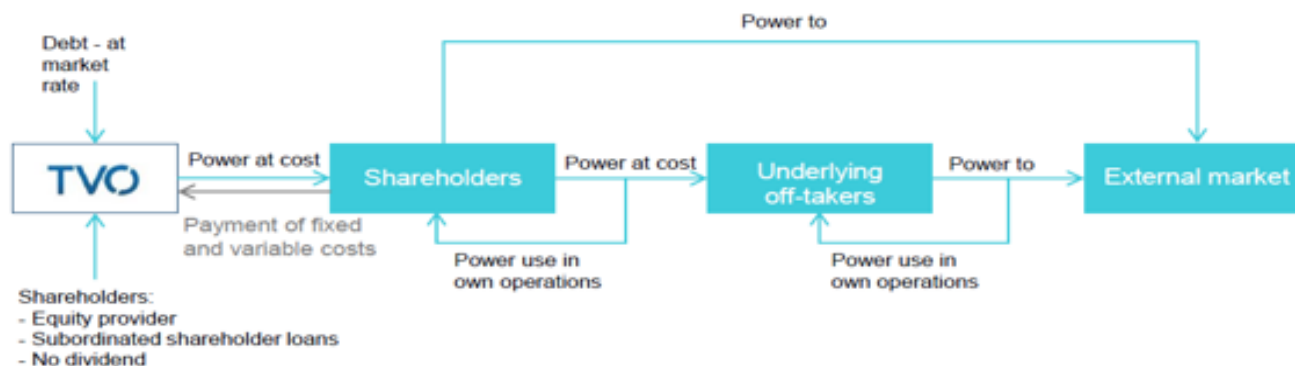 Power to
Debt - at
market
rate
TVO
Power at cost
Shareholders
Power at cost
Underlying
off-takers
Power to
External market
Payment of fixed
and variable costs
Power use in
own operations
Power use in
own operations
Shareholders:
- Equity provider
- Subordinated shareholder loans
- No dividend